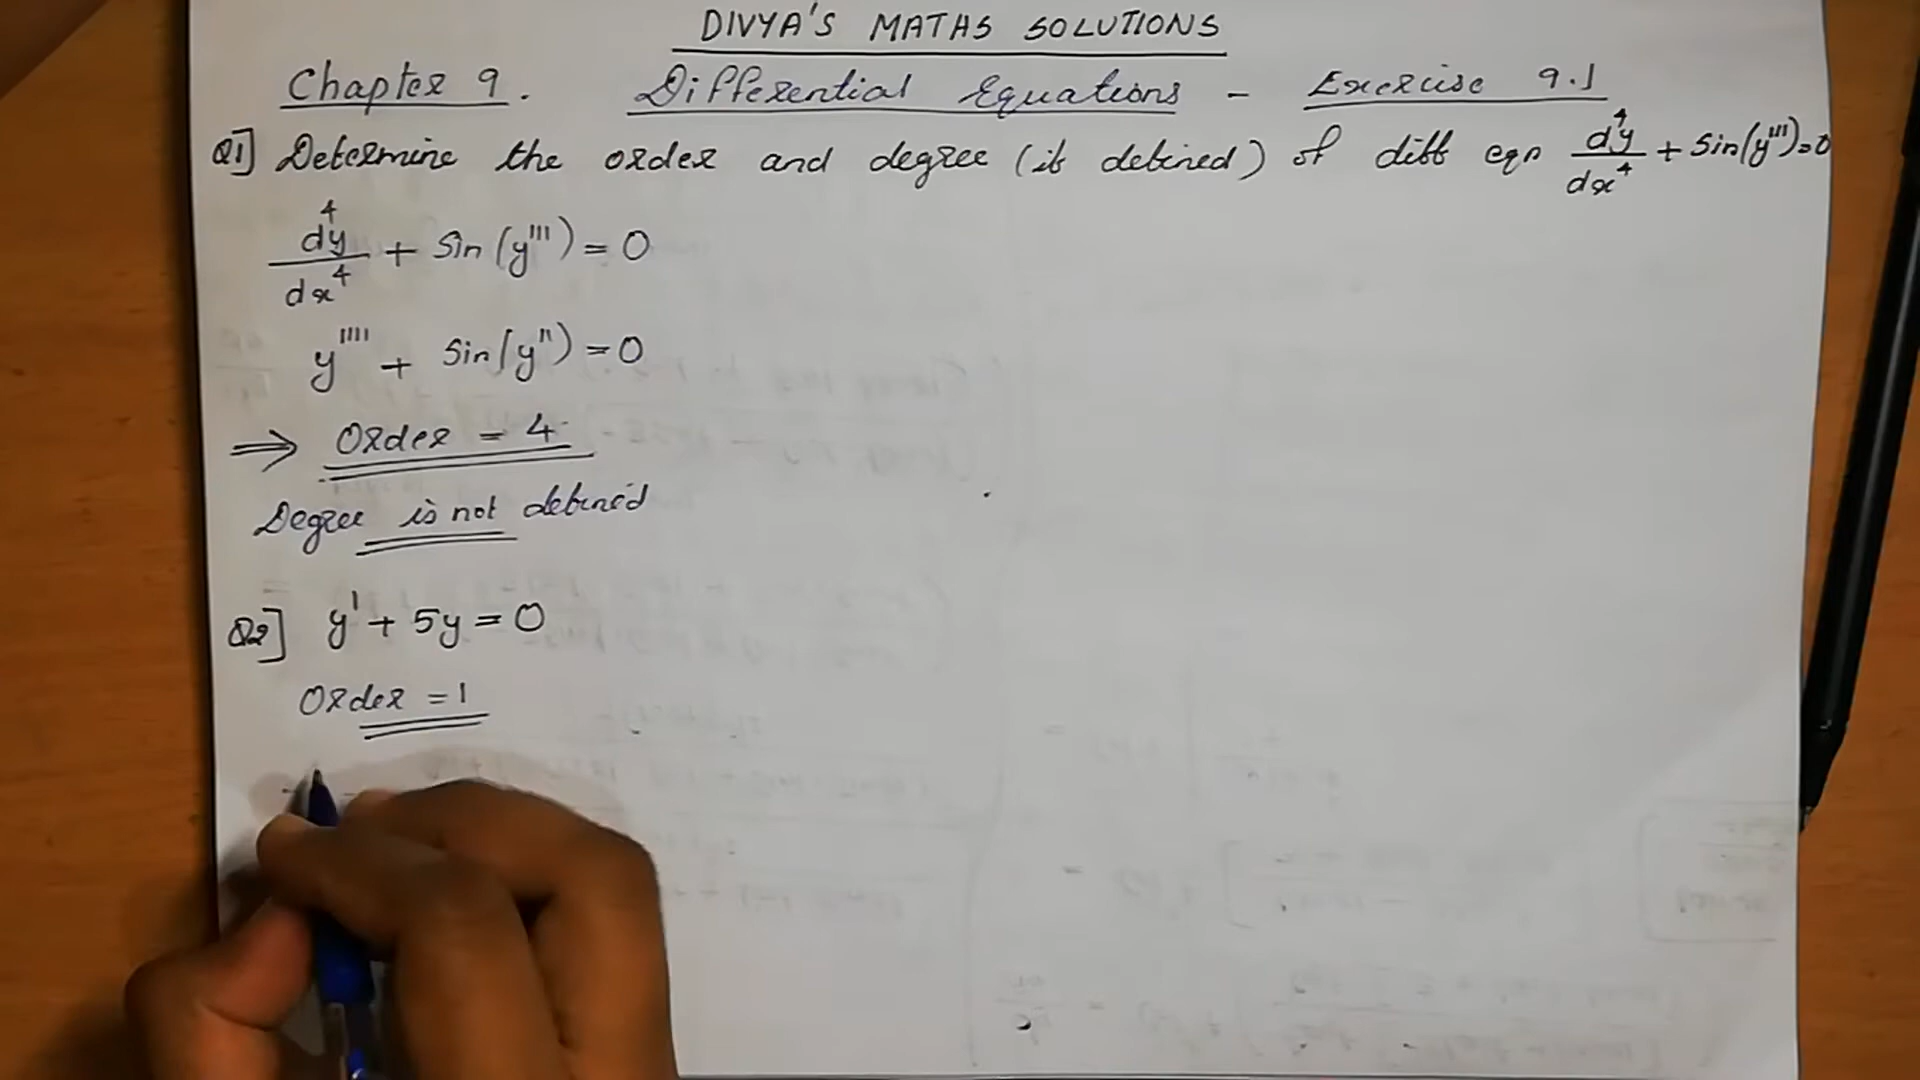 DIVYA'S MATHS SOLUTIONS
Chapter 9. Differential Equations - Exercise 9.1
Q1] Determine the order and degree (if defined) of diff eqn d⁴y/dx⁴ + Sin(y''')=0
d⁴y/dx⁴ + Sin(y''') = 0
y'''' + Sin(y'') = 0
⇒ Order = 4
Degree is not defined
Q2] y' + 5y = 0
Order = 1